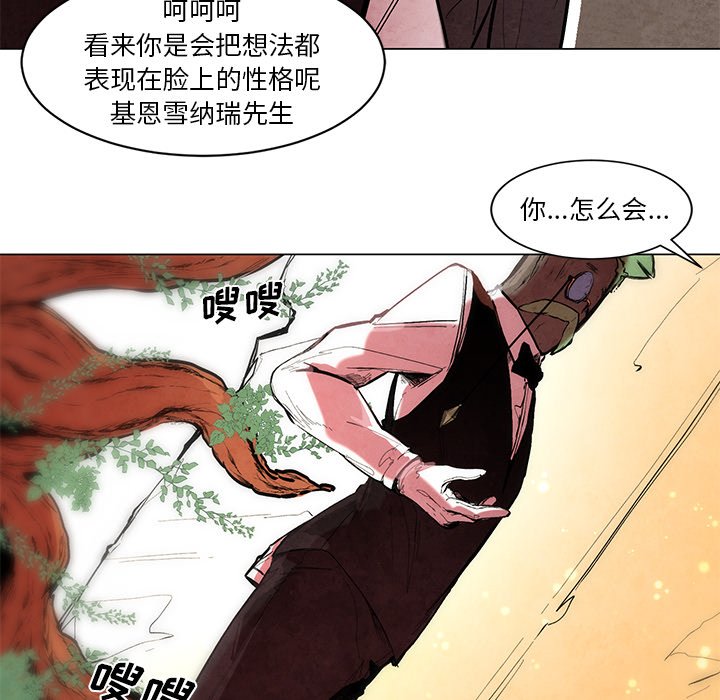 呵呵呵
看来你是会把想法都
表现在脸上的性格呢
基恩雪纳瑞先生
你…怎么会…
嗖嗖
嗖嗖